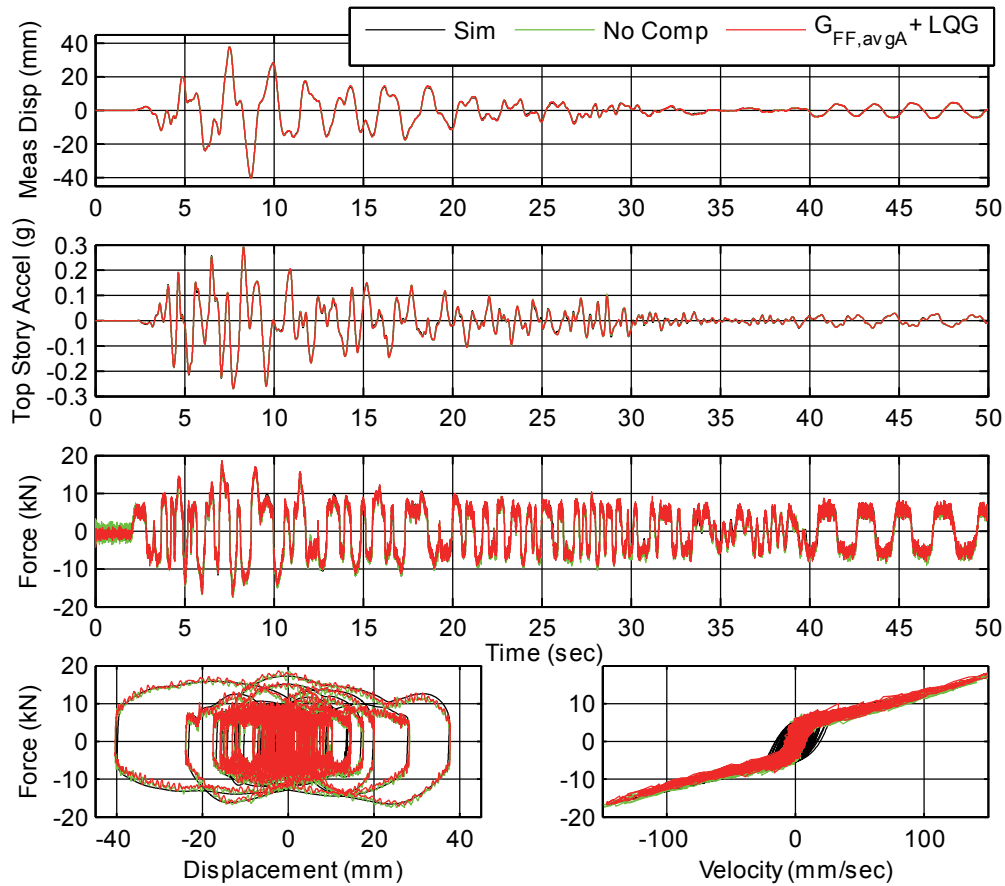 Sim No Comp G_FF,avgA + LQG
Meas Disp (mm)
40
20
0
-20
-40
0 5 10 15 20 25 30 35 40 45 50
Top Story Accel (g)
0.3
0.2
0.1
0
-0.1
-0.2
-0.3
0 5 10 15 20 25 30 35 40 45 50
Force (kN)
20
10
0
-10
-20
0 5 10 15 20 25 30 35 40 45 50
Time (sec)
Force (kN)
20
10
0
-10
-20
-40 -20 0 20 40
Displacement (mm)
20
10
0
-10
-20
-100 0 100
Velocity (mm/sec)